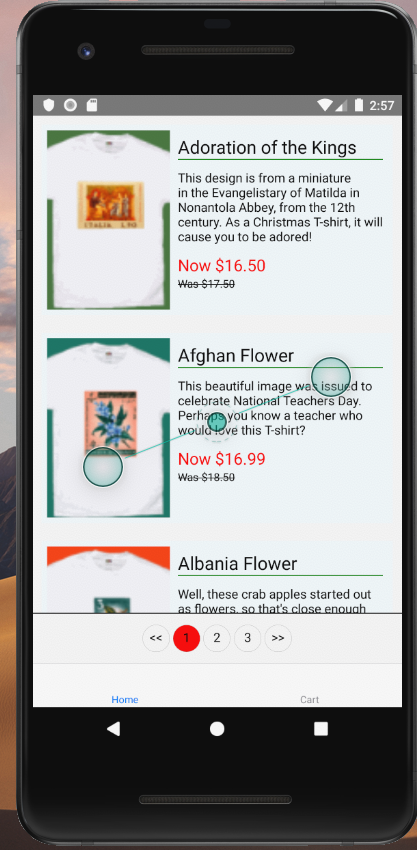 2:57
Adoration of the Kings
This design is from a miniature
in the Evangelistary of Matilda in
Nonantola Abbey, from the 12th
century. As a Christmas T-shirt, it will
cause you to be adored!
Now $16.50
Was $17.50
ITALIA L.90
Afghan Flower
This beautiful image was issued to
celebrate National Teachers Day.
Perhaps you know a teacher who
would love this T-shirt?
Now $16.99
Was $18.50
Albania Flower
Well, these crab apples started out
as flowers, so that's close enough
<< 1 2 3 >>
Home Cart